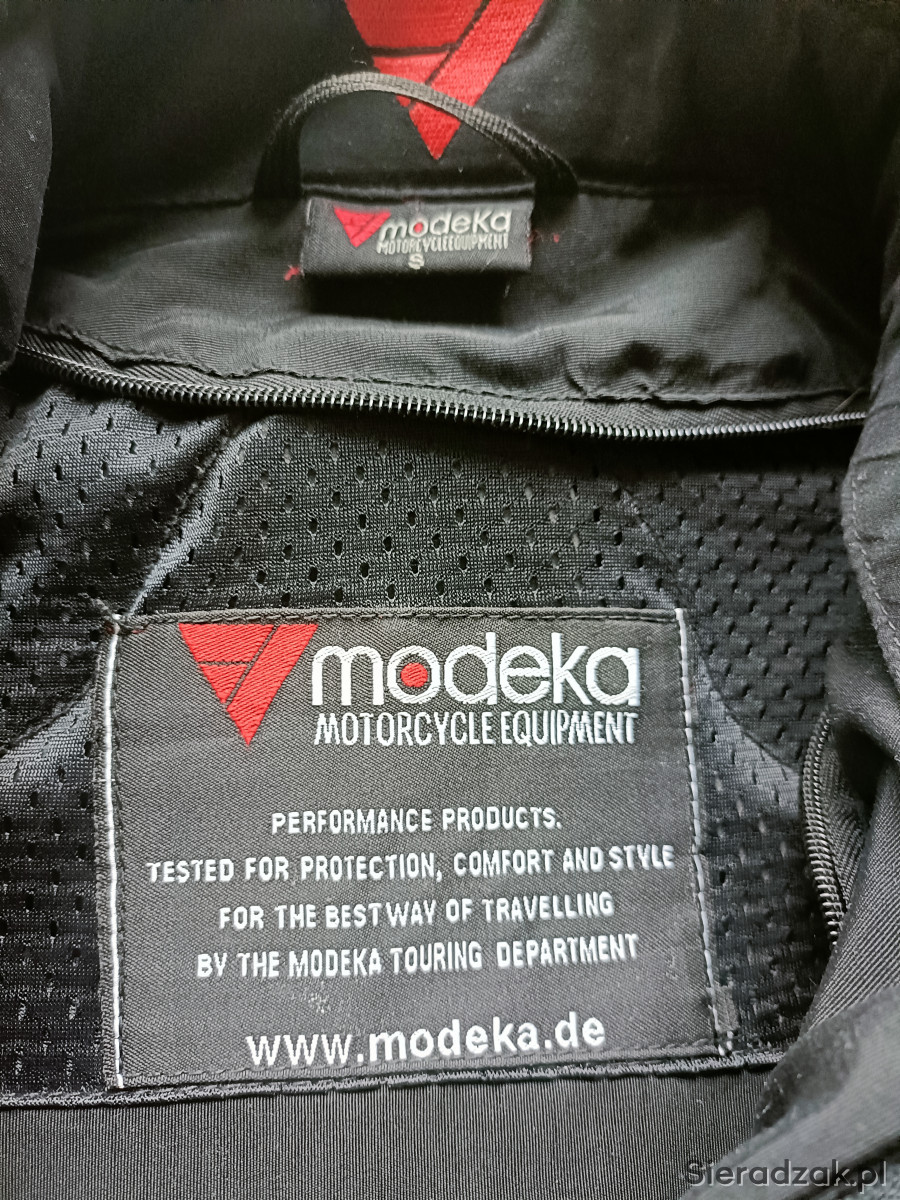 modeka
MOTORCYCLE EQUIPMENT
S
modeka
MOTORCYCLE EQUIPMENT
PERFORMANCE PRODUCTS.
TESTED FOR PROTECTION, COMFORT AND STYLE
FOR THE BEST WAY OF TRAVELLING
BY THE MODEKA TOURING DEPARTMENT
www.modeka.de
Sieradzak.pl